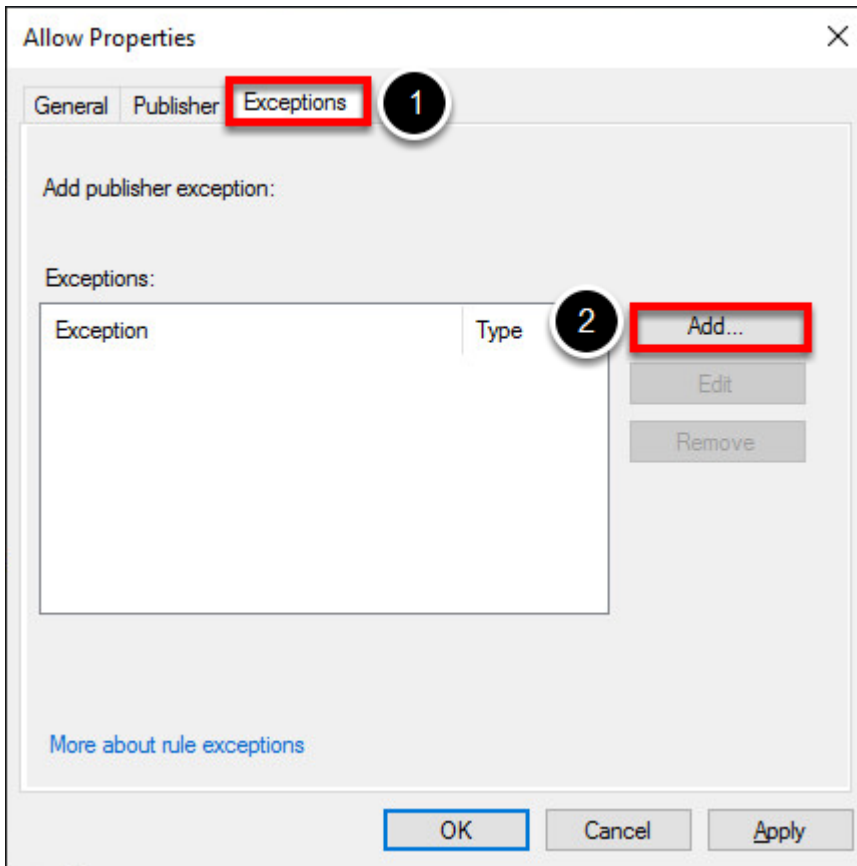 Allow Properties
General Publisher Exceptions 1
Add publisher exception:
Exceptions:
Exception Type 2 Add...
Edit
Remove
More about rule exceptions
OK Cancel Apply